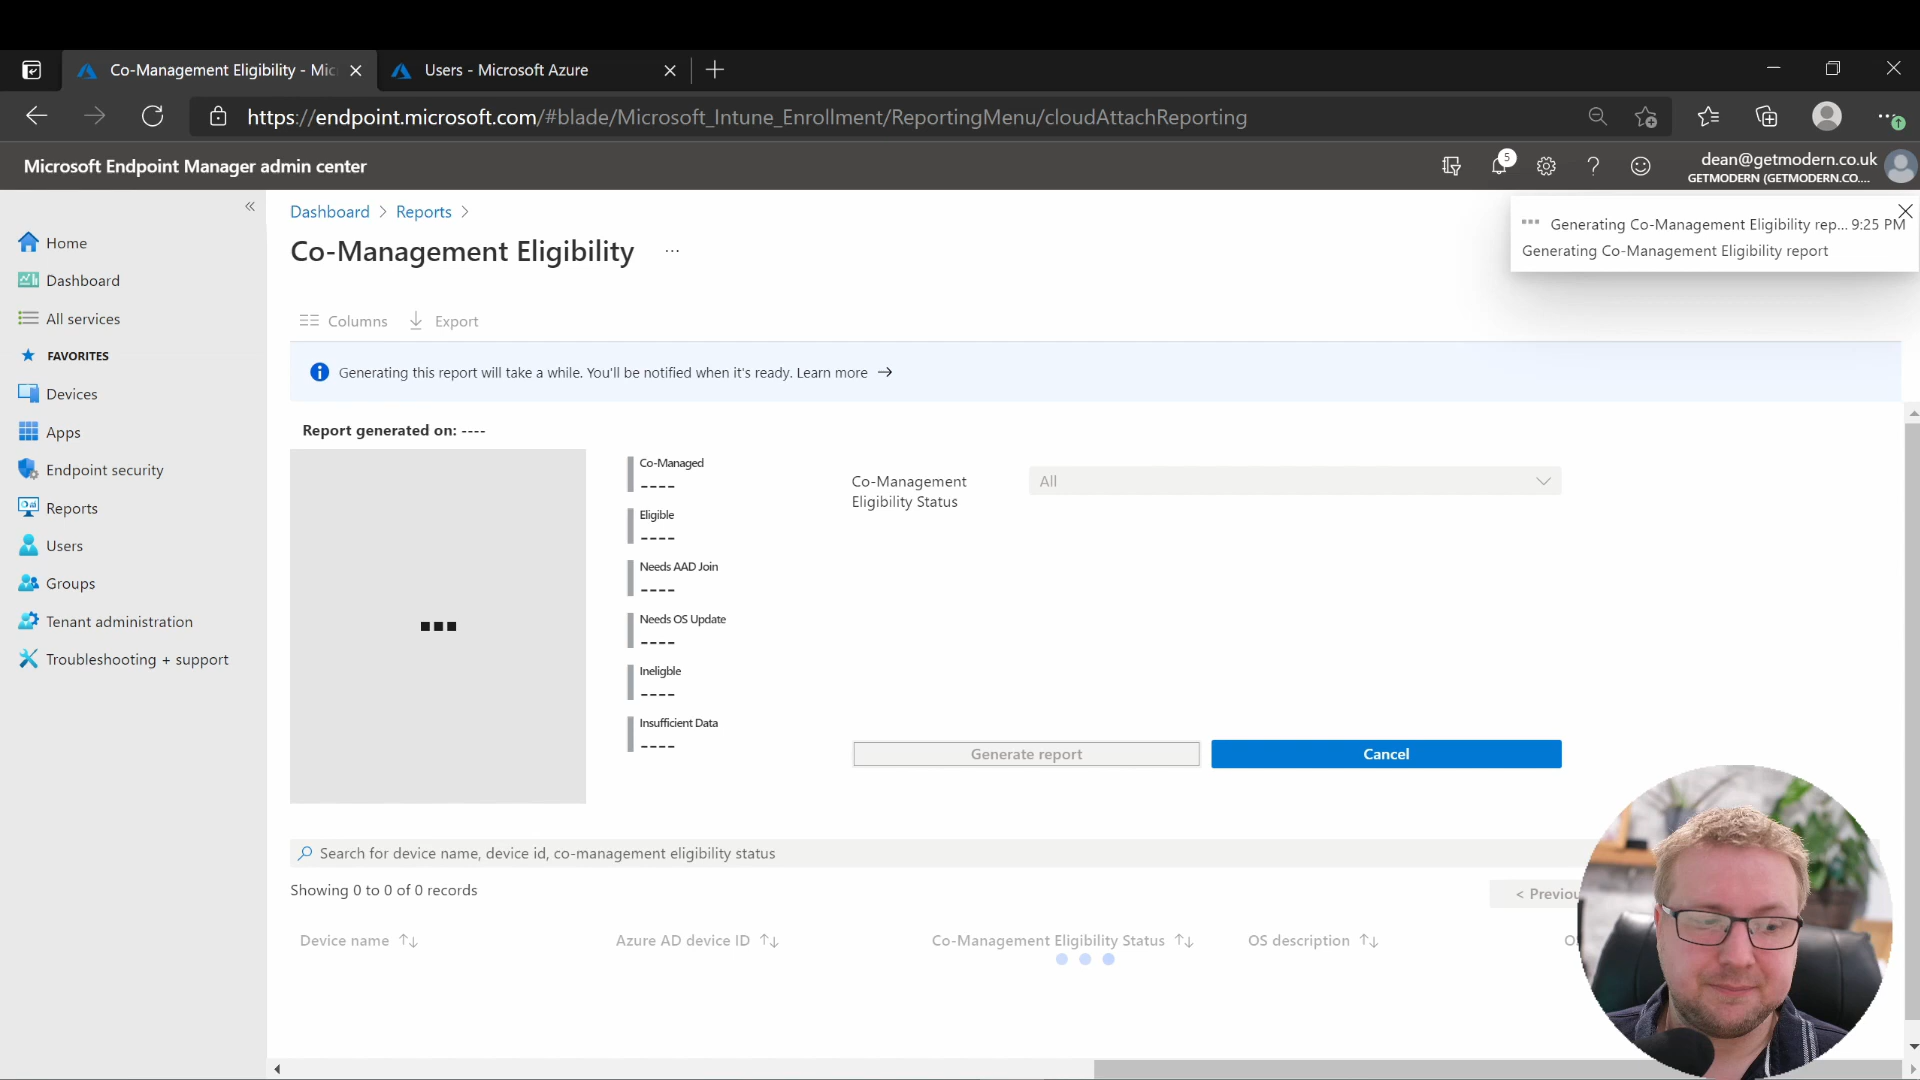 Co-Management Eligibility - Mic
Users - Microsoft Azure
https://endpoint.microsoft.com/#blade/Microsoft_Intune_Enrollment/ReportingMenu/cloudAttachReporting
Microsoft Endpoint Manager admin center
5
dean@getmodern.co.uk
GETMODERN (GETMODERN.CO....
Generating Co-Management Eligibility rep... 9:25 PM
Generating Co-Management Eligibility report
Home
Dashboard
All services
FAVORITES
Devices
Apps
Endpoint security
Reports
Users
Groups
Tenant administration
Troubleshooting + support
Dashboard > Reports >
Co-Management Eligibility ...
Columns
Export
Generating this report will take a while. You'll be notified when it's ready. Learn more →
Report generated on: ----
Co-Managed
----
Eligible
----
Needs AAD Join
----
Needs OS Update
----
Ineligble
----
Insufficient Data
----
Co-Management
Eligibility Status
All
Generate report
Cancel
Search for device name, device id, co-management eligibility status
Showing 0 to 0 of 0 records
< Previou
Device name
Azure AD device ID
Co-Management Eligibility Status
OS description